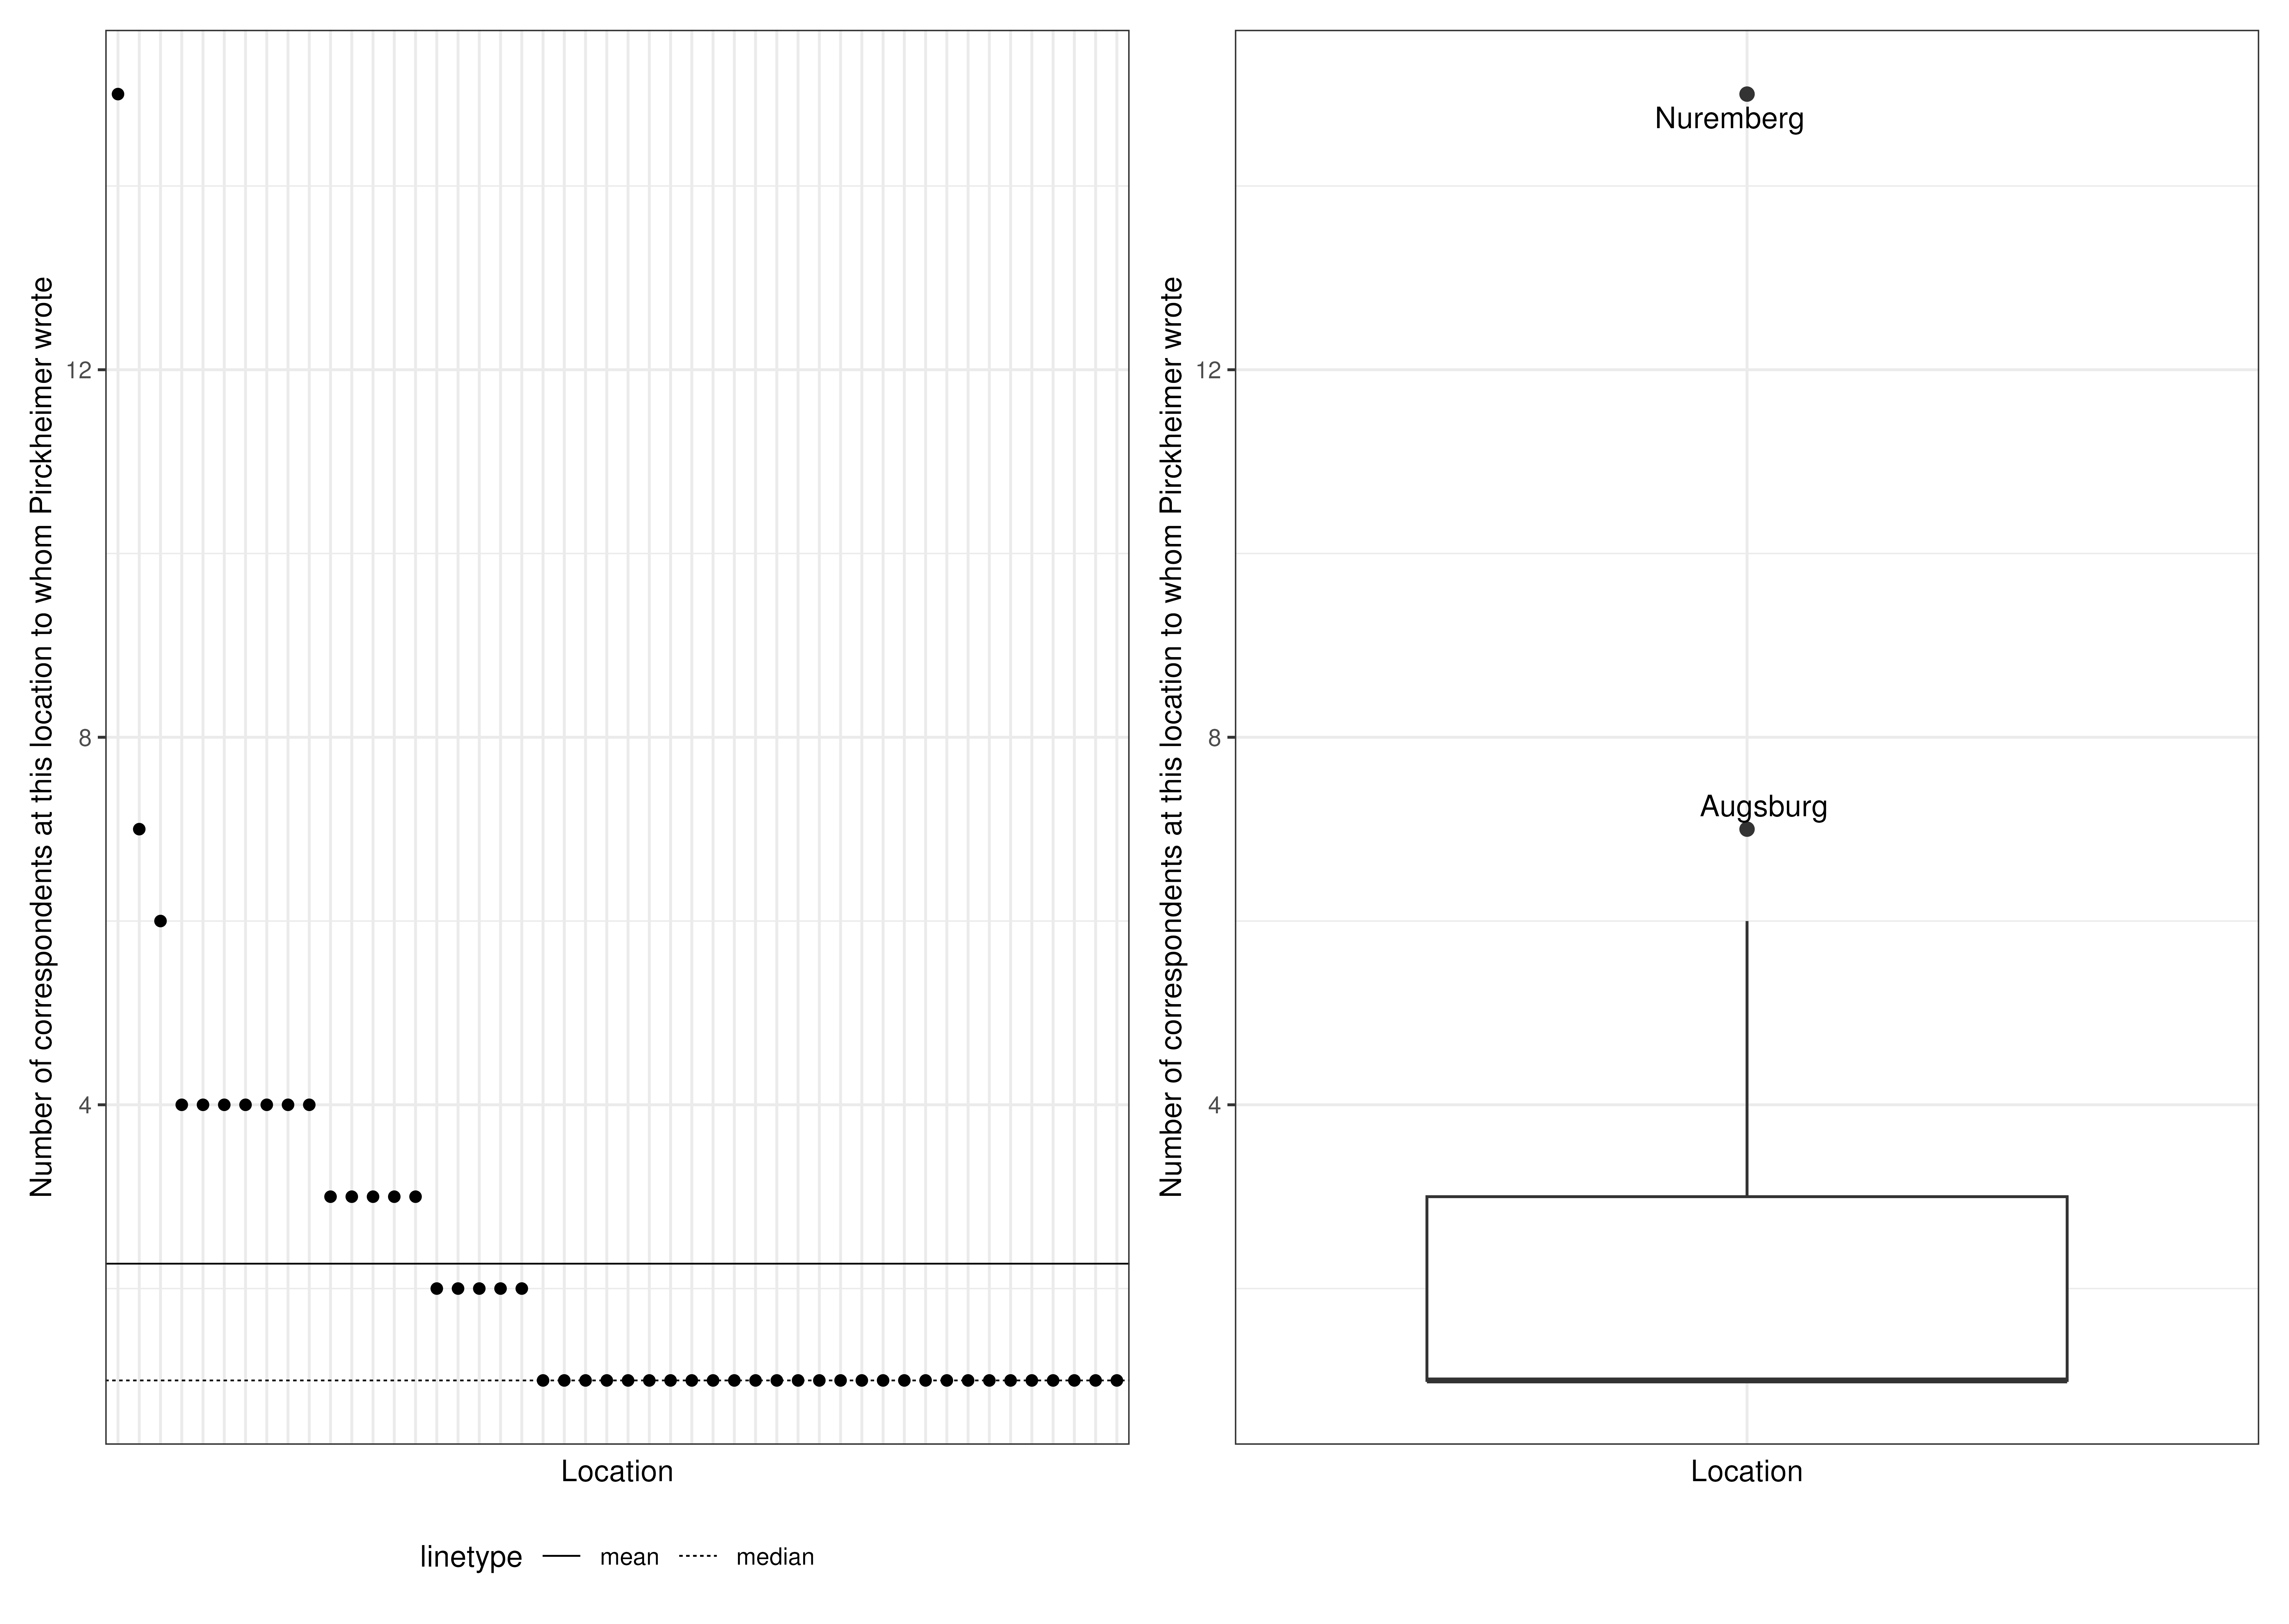 Number of correspondents at this location to whom Pirckheimer wrote
12
8
4
Location
linetype
mean
median
Number of correspondents at this location to whom Pirckheimer wrote
12
8
4
Nuremberg
Augsburg
Location